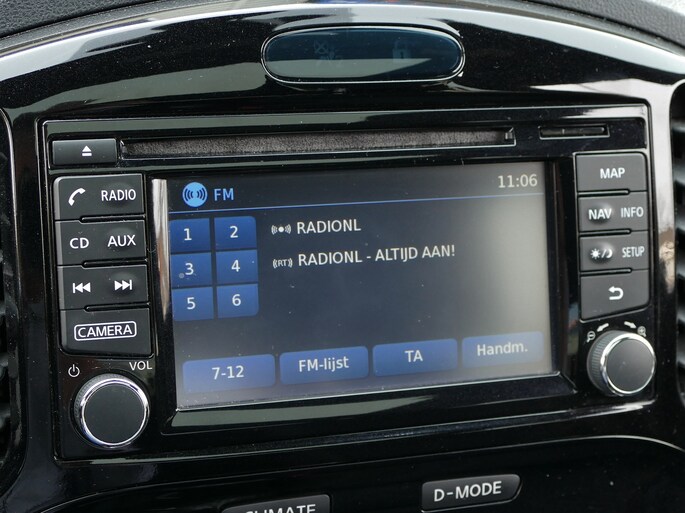 FM 11:06
RADIO
CD AUX
CAMERA
VOL
1 2
3 4
5 6
RADIONL
(RT) RADIONL - ALTIJD AAN!
7-12 FM-lijst TA Handm.
MAP
NAV INFO
SETUP
CLIMATE
D-MODE